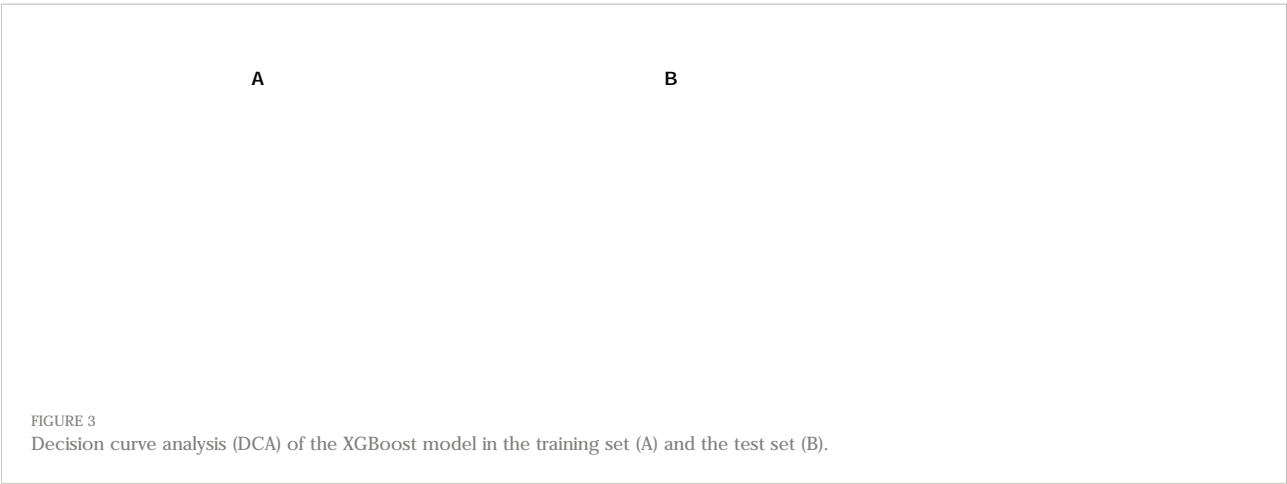 A B
FIGURE 3
Decision curve analysis (DCA) of the XGBoost model in the training set (A) and the test set (B).